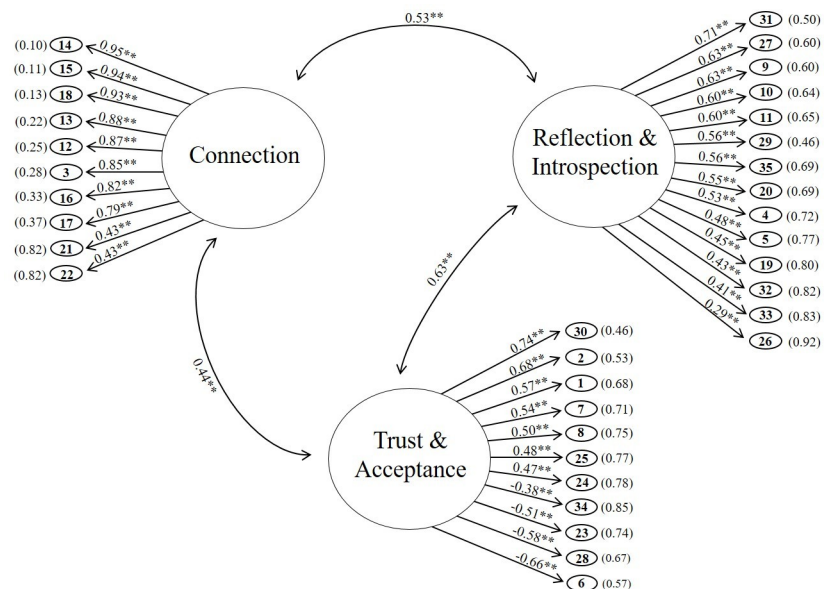 0.53**
(0.10) 14 0.95**
(0.11) 15 0.94**
(0.13) 18 0.93**
(0.22) 13 0.88**
(0.25) 12 0.87**
(0.28) 3 0.85**
(0.33) 16 0.82**
(0.37) 17 0.79**
(0.82) 21 0.43**
(0.82) 22 0.43**
Connection
Reflection &
Introspection
0.71** 31 (0.50)
0.63** 27 (0.60)
0.63** 9 (0.60)
0.60** 10 (0.64)
0.60** 11 (0.65)
0.56** 29 (0.46)
0.56** 35 (0.69)
0.55** 20 (0.69)
0.53** 4 (0.72)
0.48** 5 (0.77)
0.45** 19 (0.80)
0.43** 32 (0.82)
0.41** 33 (0.83)
0.29** 26 (0.92)
0.63**
0.44**
Trust &
Acceptance
0.74** 30 (0.46)
0.68** 2 (0.53)
0.57** 1 (0.68)
0.54** 7 (0.71)
0.50** 8 (0.75)
0.48** 25 (0.77)
0.47** 24 (0.78)
-0.38** 34 (0.85)
-0.51** 23 (0.74)
-0.58** 28 (0.67)
-0.66** 6 (0.57)